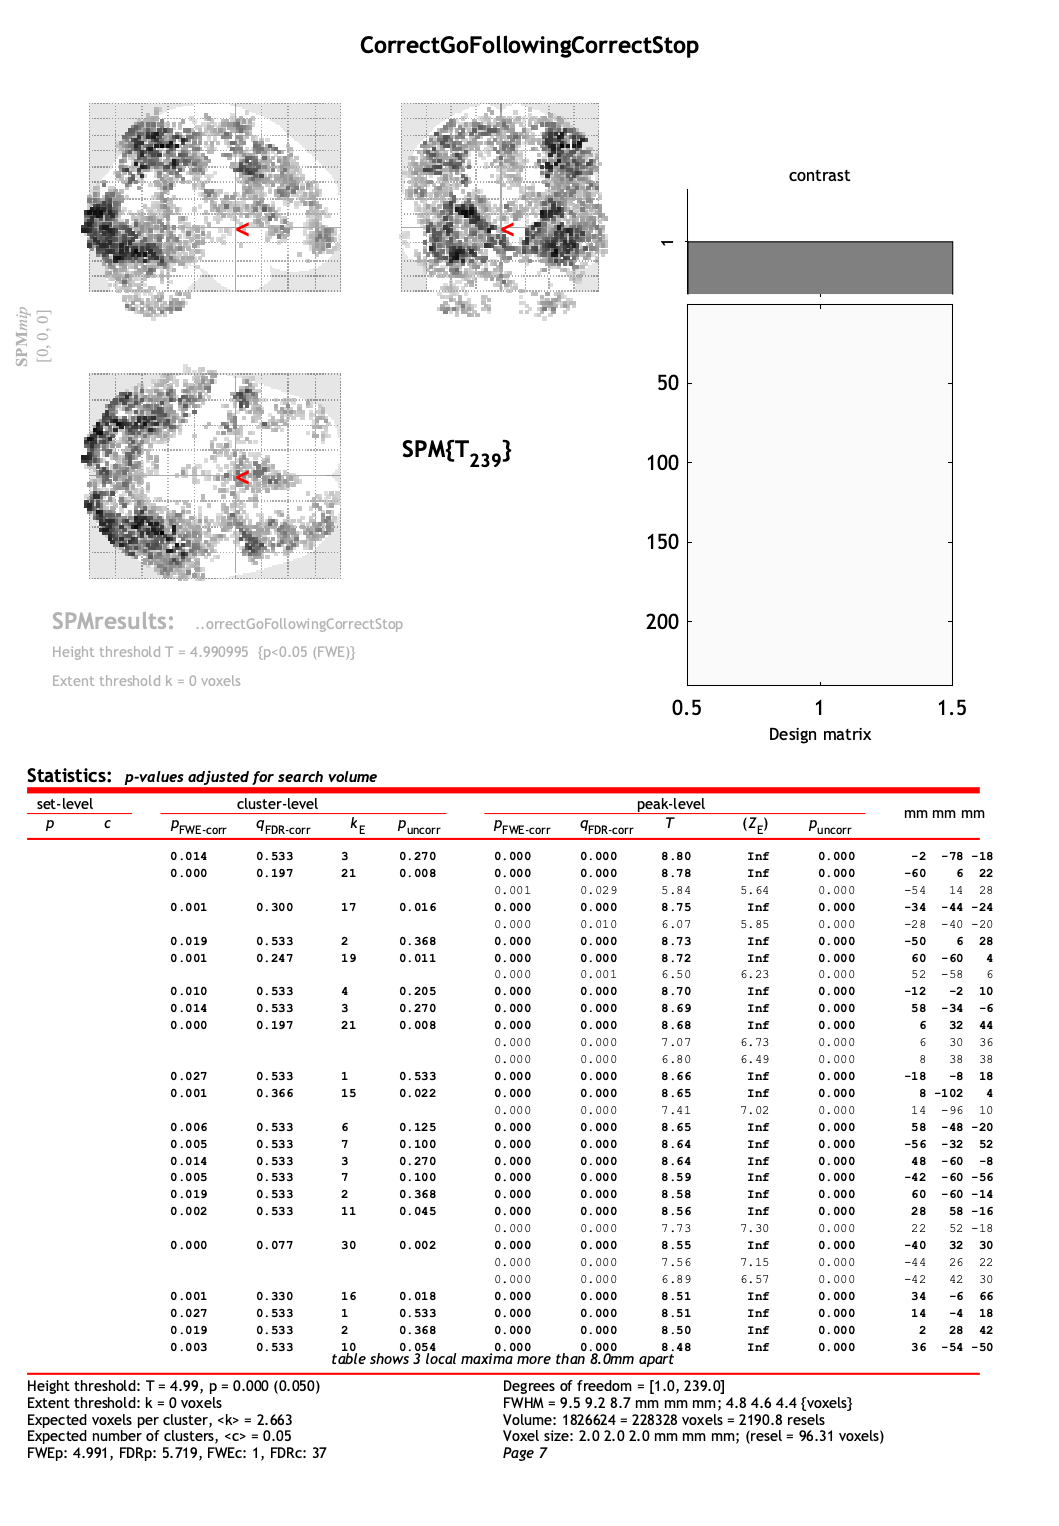 CorrectGoFollowingCorrectStop
<
<
contrast
1
SPMmip
[0, 0, 0]
<
SPM{T239}
50
100
150
200
0.5 1 1.5
Design matrix
SPMresults: ..orrectGoFollowingCorrectStop
Height threshold T = 4.990995 {p<0.05 (FWE)}
Extent threshold k = 0 voxels
Statistics: p-values adjusted for search volume
set-level cluster-level peak-level mm mm mm
p c pFWE-corr qFDR-corr kE puncorr pFWE-corr qFDR-corr T (ZE) puncorr
0.014 0.533 3 0.270 0.000 0.000 8.80 Inf 0.000 -2 -78 -18
0.000 0.197 21 0.008 0.000 0.000 8.78 Inf 0.000 -60 6 22
0.001 0.029 5.84 5.64 0.000 -54 14 28
0.001 0.300 17 0.016 0.000 0.000 8.75 Inf 0.000 -34 -44 -24
0.000 0.010 6.07 5.85 0.000 -28 -40 -20
0.019 0.533 2 0.368 0.000 0.000 8.73 Inf 0.000 -50 6 28
0.001 0.247 19 0.011 0.000 0.000 8.72 Inf 0.000 60 -60 4
0.000 0.001 6.50 6.23 0.000 52 -58 6
0.010 0.533 4 0.205 0.000 0.000 8.70 Inf 0.000 -12 -2 10
0.014 0.533 3 0.270 0.000 0.000 8.69 Inf 0.000 58 -34 -6
0.000 0.197 21 0.008 0.000 0.000 8.68 Inf 0.000 6 32 44
0.000 0.000 7.07 6.73 0.000 6 30 36
0.000 0.000 6.80 6.49 0.000 8 38 38
0.027 0.533 1 0.533 0.000 0.000 8.66 Inf 0.000 -18 -8 18
0.001 0.366 15 0.022 0.000 0.000 8.65 Inf 0.000 8 -102 4
0.000 0.000 7.41 7.02 0.000 14 -96 10
0.006 0.533 6 0.125 0.000 0.000 8.65 Inf 0.000 58 -48 -20
0.005 0.533 7 0.100 0.000 0.000 8.64 Inf 0.000 -56 -32 52
0.014 0.533 3 0.270 0.000 0.000 8.64 Inf 0.000 48 -60 -8
0.005 0.533 7 0.100 0.000 0.000 8.59 Inf 0.000 -42 -60 -56
0.019 0.533 2 0.368 0.000 0.000 8.58 Inf 0.000 60 -60 -14
0.002 0.533 11 0.045 0.000 0.000 8.56 Inf 0.000 28 58 -16
0.000 0.000 7.73 7.30 0.000 22 52 -18
0.000 0.077 30 0.002 0.000 0.000 8.55 Inf 0.000 -40 32 30
0.000 0.000 7.56 7.15 0.000 -44 26 22
0.000 0.000 6.89 6.57 0.000 -42 42 30
0.001 0.330 16 0.018 0.000 0.000 8.51 Inf 0.000 34 -6 66
0.027 0.533 1 0.533 0.000 0.000 8.51 Inf 0.000 14 -4 18
0.019 0.533 2 0.368 0.000 0.000 8.50 Inf 0.000 2 28 42
0.003 0.533 10 0.054 0.000 0.000 8.48 Inf 0.000 36 -54 -50
table shows 3 local maxima more than 8.0mm apart
Height threshold: T = 4.99, p = 0.000 (0.050)
Extent threshold: k = 0 voxels
Expected voxels per cluster, <k> = 2.663
Expected number of clusters, <c> = 0.05
FWEp: 4.991, FDRp: 5.719, FWEc: 1, FDRc: 37
Degrees of freedom = [1.0, 239.0]
FWHM = 9.5 9.2 8.7 mm mm mm; 4.8 4.6 4.4 {voxels}
Volume: 1826624 = 228328 voxels = 2190.8 resels
Voxel size: 2.0 2.0 2.0 mm mm mm; (resel = 96.31 voxels)
Page 7